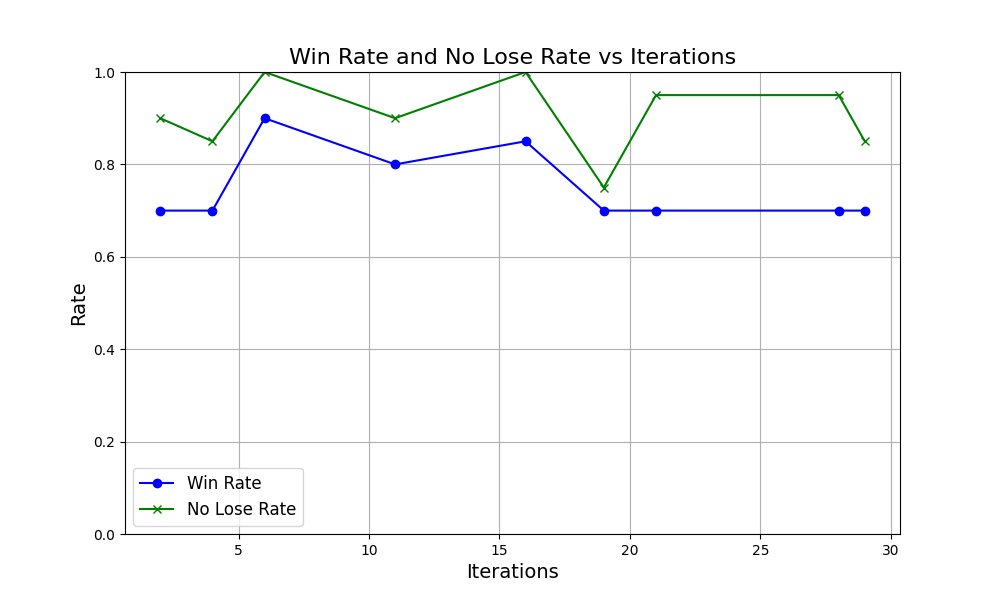 Win Rate and No Lose Rate vs Iterations
1.0
0.8
0.6
0.4
0.2
0.0
Rate
Win Rate
No Lose Rate
5 10 15 20 25 30
Iterations